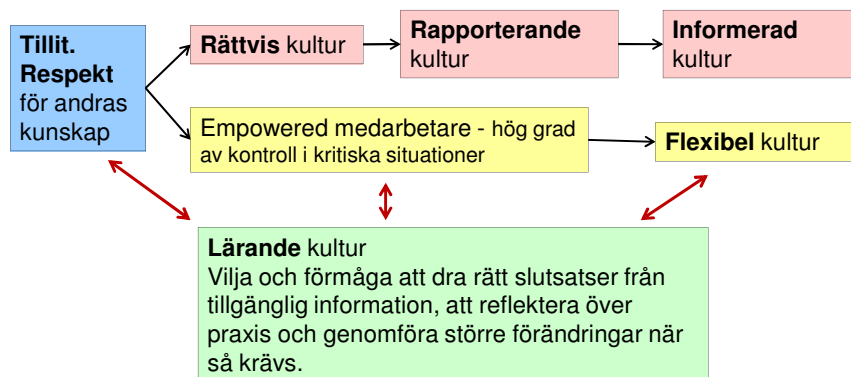 Tillit.
Respekt
för andras
kunskap
Rättvis kultur
Rapporterande
kultur
Informerad
kultur
Empowered medarbetare - hög grad
av kontroll i kritiska situationer
Flexibel kultur
Lärande kultur
Vilja och förmåga att dra rätt slutsatser från
tillgänglig information, att reflektera över
praxis och genomföra större förändringar när
så krävs.